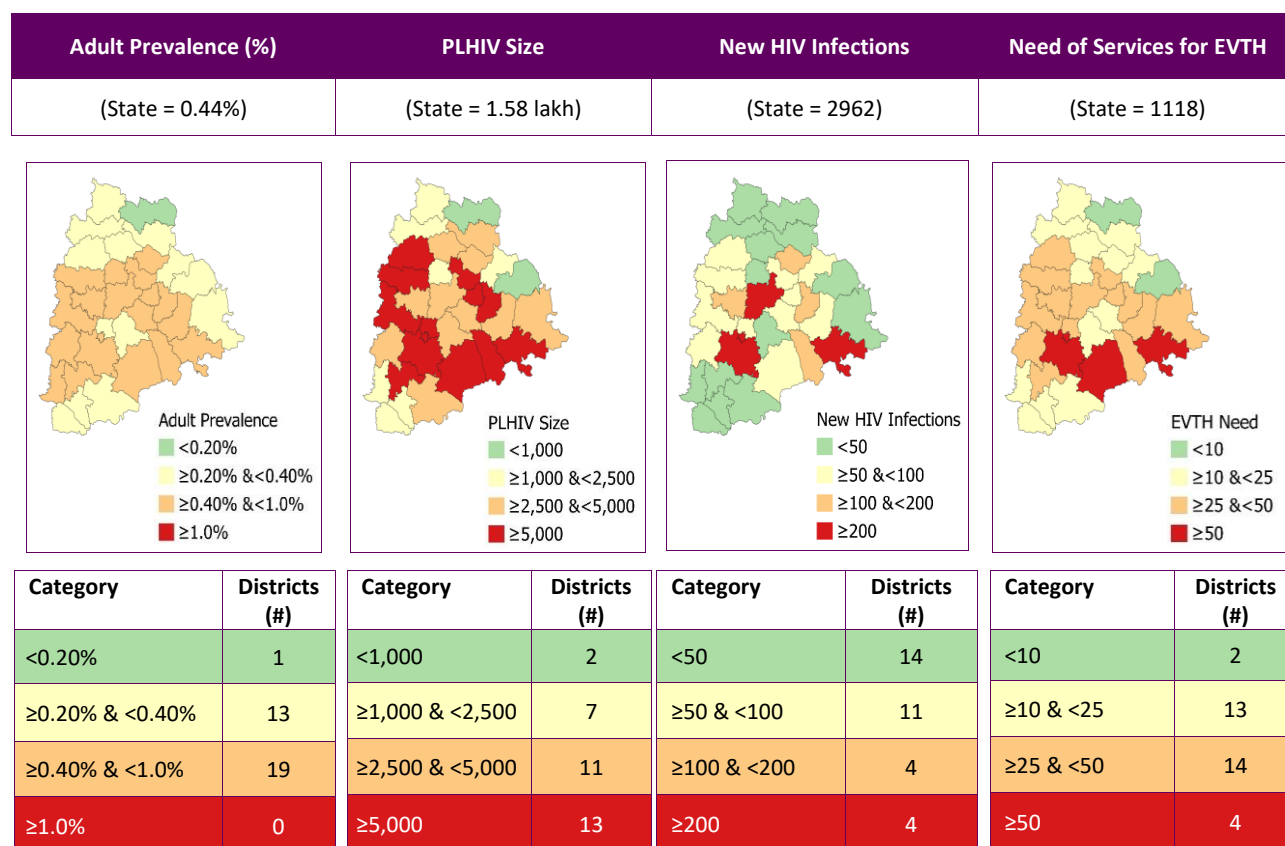 Adult Prevalence (%)
PLHIV Size
New HIV Infections
Need of Services for EVTH
(State = 0.44%)
(State = 1.58 lakh)
(State = 2962)
(State = 1118)
Adult Prevalence
<0.20%
≥0.20% &<0.40%
≥0.40% &<1.0%
≥1.0%
PLHIV Size
<1,000
≥1,000 &<2,500
≥2,500 &<5,000
≥5,000
New HIV Infections
<50
≥50 &<100
≥100 &<200
≥200
EVTH Need
<10
≥10 &<25
≥25 &<50
≥50
Category Districts
(#)
<0.20% 1
≥0.20% & <0.40% 13
≥0.40% & <1.0% 19
≥1.0% 0
Category Districts
(#)
<1,000 2
≥1,000 & <2,500 7
≥2,500 & <5,000 11
≥5,000 13
Category Districts
(#)
<50 14
≥50 & <100 11
≥100 & <200 4
≥200 4
Category Districts
(#)
<10 2
≥10 & <25 13
≥25 & <50 14
≥50 4